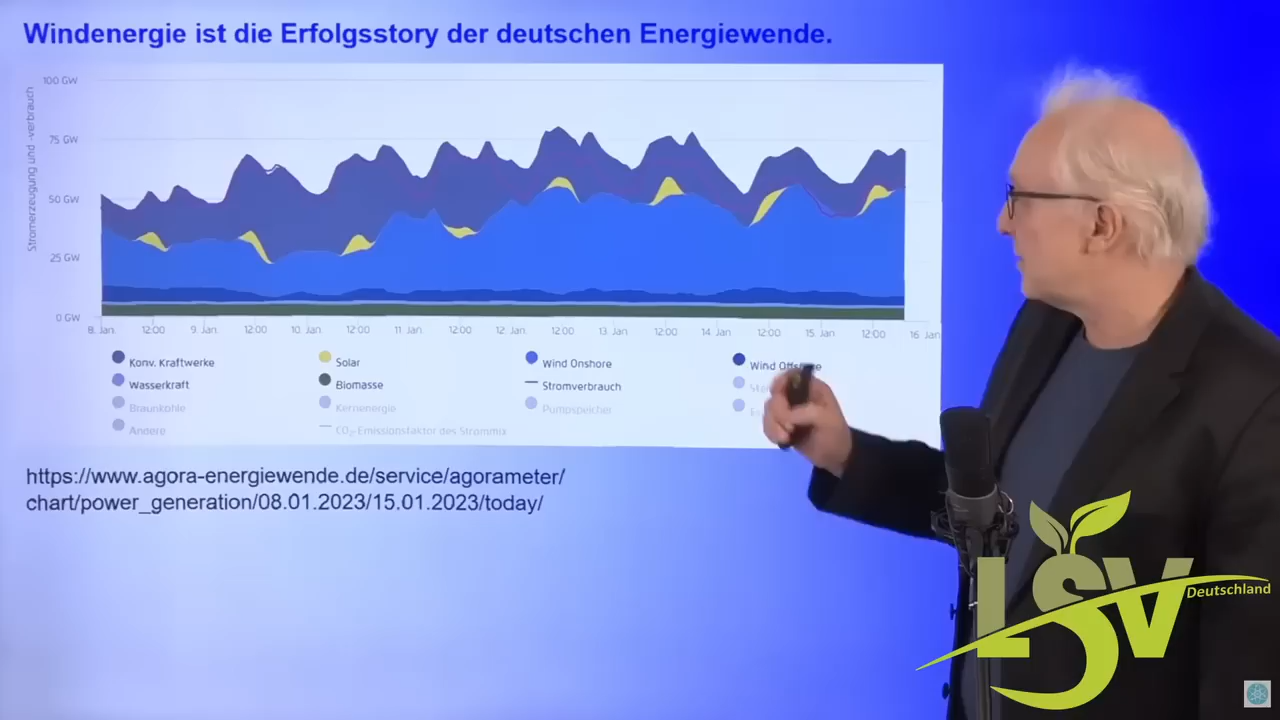 Windenergie ist die Erfolgsstory der deutschen Energiewende.
Stromerzeugung und -verbrauch
100 GW
75 GW
50 GW
25 GW
0 GW
8. Jan. 12:00 9. Jan. 12:00 10. Jan 12:00 11. Jan 12:00 12. Jan 12:00 13. Jan 12:00 14. Jan 12:00 15. Jan 12:00 16. Jan
Konv. Kraftwerke Solar Wind Onshore Wind
Wasserkraft Biomasse Stromverbrauch
Braunkohle Kernenergie Pumpspeicher
Andere CO₂-Emissionsfaktor des Strommix
https://www.agora-energiewende.de/service/agorameter/
chart/power_generation/08.01.2023/15.01.2023/today/
LSV
Deutschland